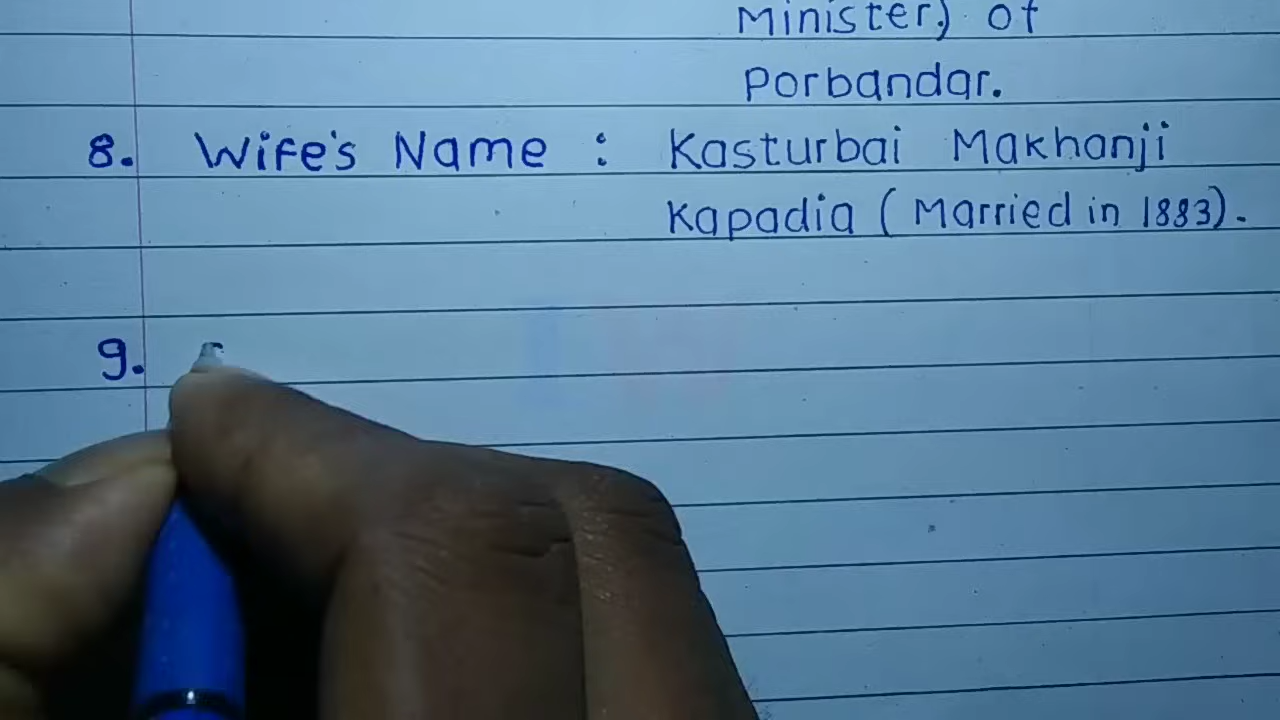 Minister) of
Porbandar.
8. Wife's Name : Kasturbai Makhanji
Kapadia (Married in 1883).
9.